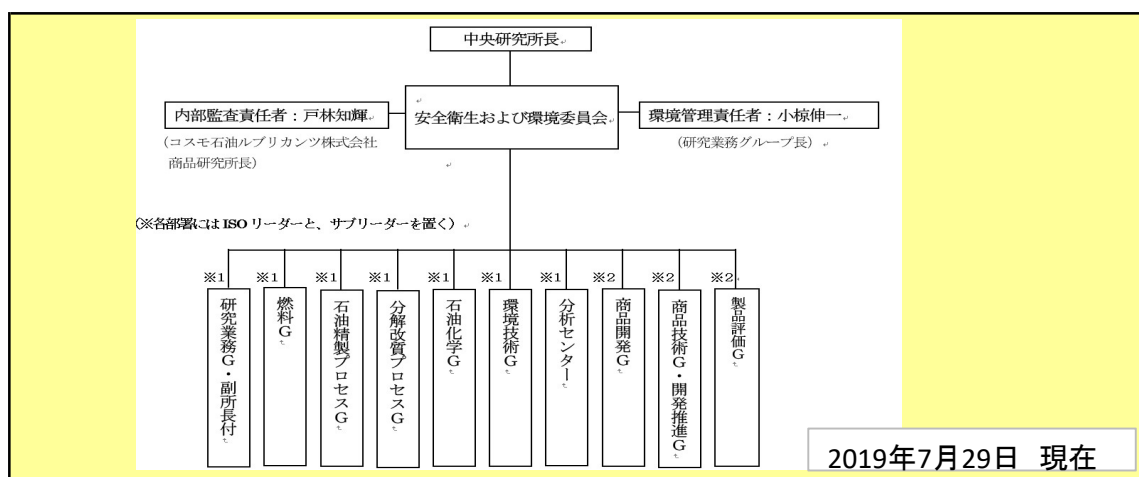 中央研究所長
内部監査責任者:戸林知輝
安全衛生および環境委員会
環境管理責任者:小椋伸一
(コスモ石油ルブリカンツ株式会社
商品研究所長)
(研究業務グループ長)
(※各部署にはISOリーダーと、サブリーダーを置く)
※1
※1
※1
※1
※1
※1
※1
※2
※2
※2
研究業務G・副所長付
燃料G
石油精製プロセスG
分解改質プロセスG
石油化学G
環境技術G
分析センター
商品開発G
商品技術G・開発推進G
製品評価G
2019年7月29日 現在